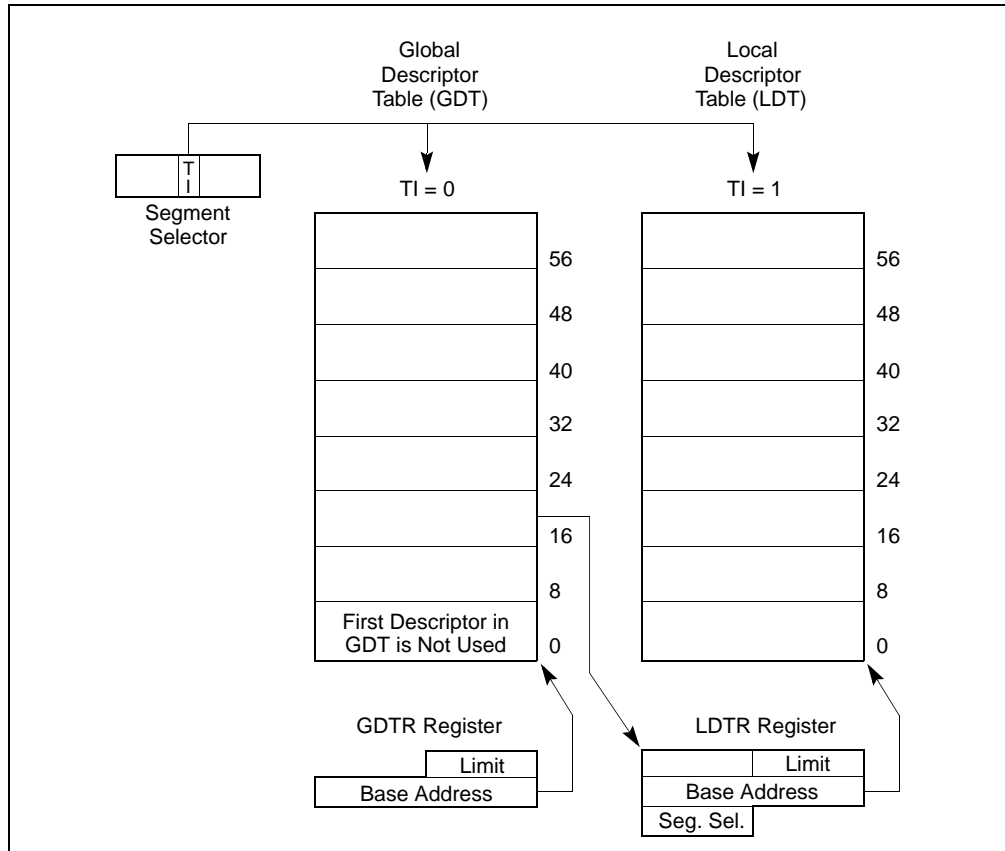 Global
Descriptor
Table (GDT)
Local
Descriptor
Table (LDT)
T
I
Segment
Selector
TI = 0
TI = 1
56
56
48
48
40
40
32
32
24
24
16
16
8
8
First Descriptor in
GDT is Not Used
0
0
GDTR Register
LDTR Register
Limit
Base Address
Limit
Base Address
Seg. Sel.